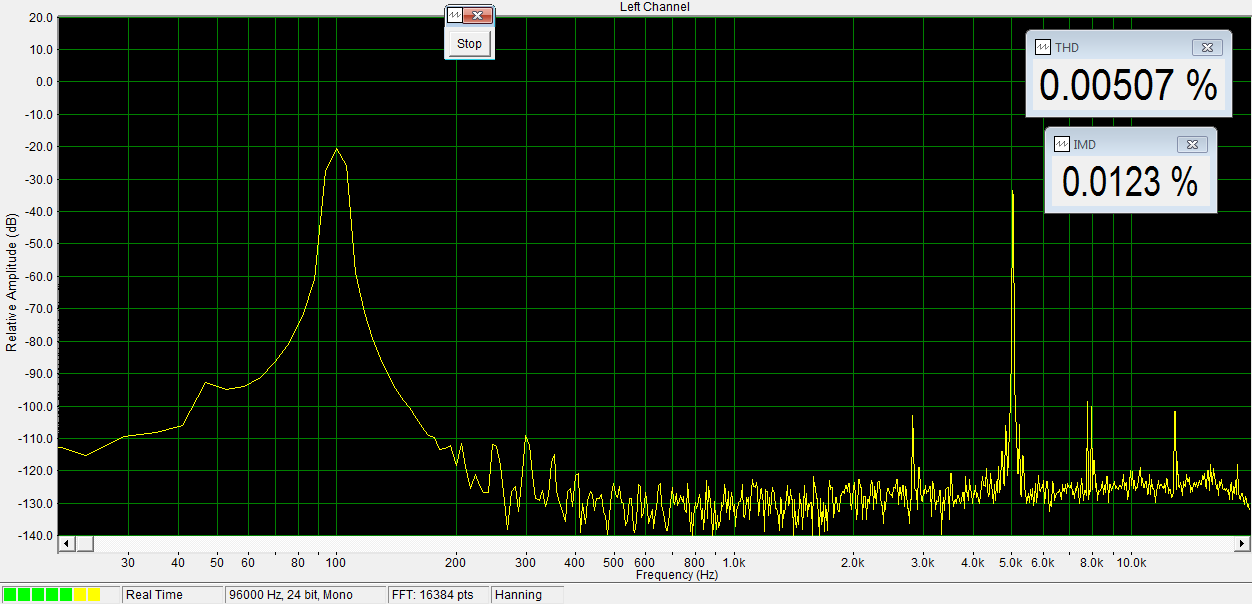 Left Channel
Stop
THD
0.00507 %
IMD
0.0123 %
Relative Amplitude (dB)
20.0
10.0
0.0
-10.0
-20.0
-30.0
-40.0
-50.0
-60.0
-70.0
-80.0
-90.0
-100.0
-110.0
-120.0
-130.0
-140.0
30 40 50 60 80 100 200 300 400 500 600 800 1.0k 2.0k 3.0k 4.0k 5.0k 6.0k 8.0k 10.0k
Frequency (Hz)
Real Time 96000 Hz, 24 bit, Mono FFT: 16384 pts Hanning